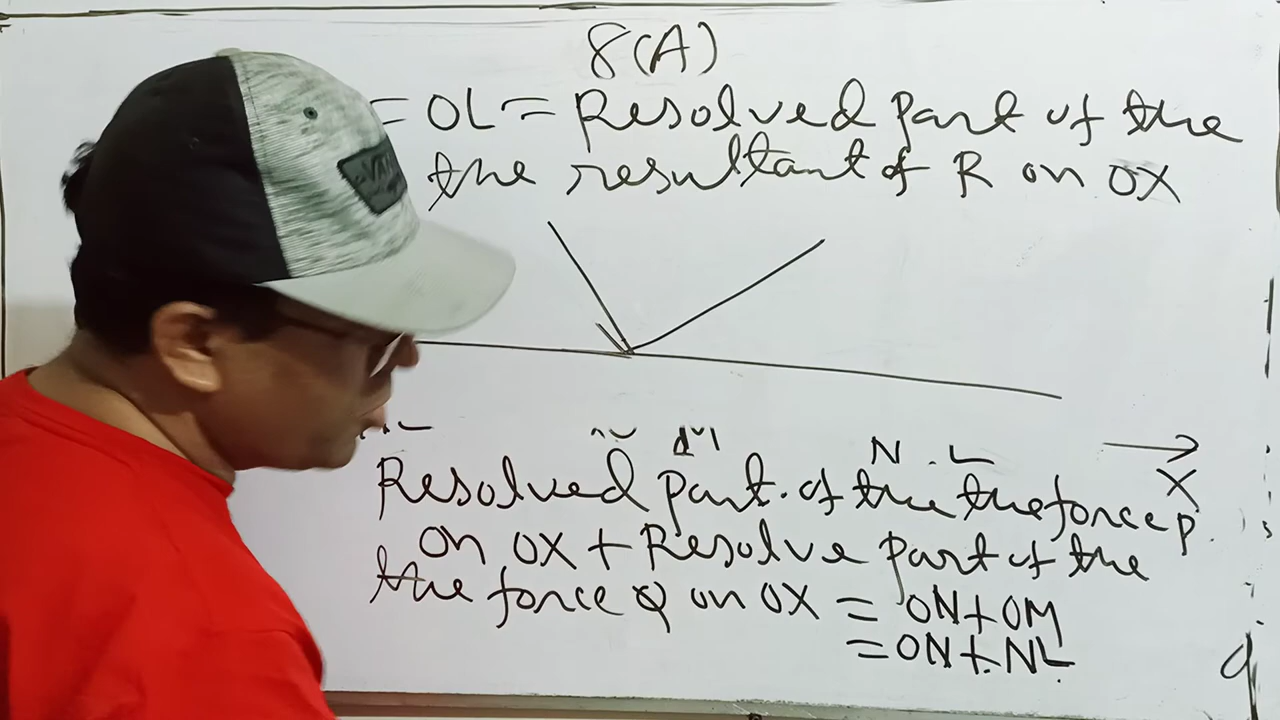 8(A)
= OL = Resolved part of the
the resultant of R on OX
N L
X
Resolved part of the the force P
on OX + Resolve part of the
the force Q on OX = ON + OM
= ON + NL